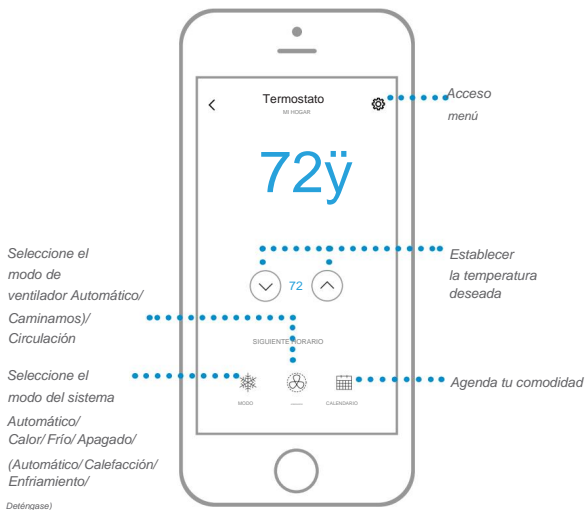 Termostato
MI HOGAR
72ÿ
72
SIGUIENTE HORARIO
MODO
CALENDARIO
Acceso
menú
Establecer
la temperatura
deseada
Agenda tu comodidad
Seleccione el
modo de
ventilador Automático/
Caminamos)/
Circulación
Seleccione el
modo del sistema
Automático/
Calor/Frío/Apagado/
(Automático/Calefacción/
Enfriamiento/
Deténgase)